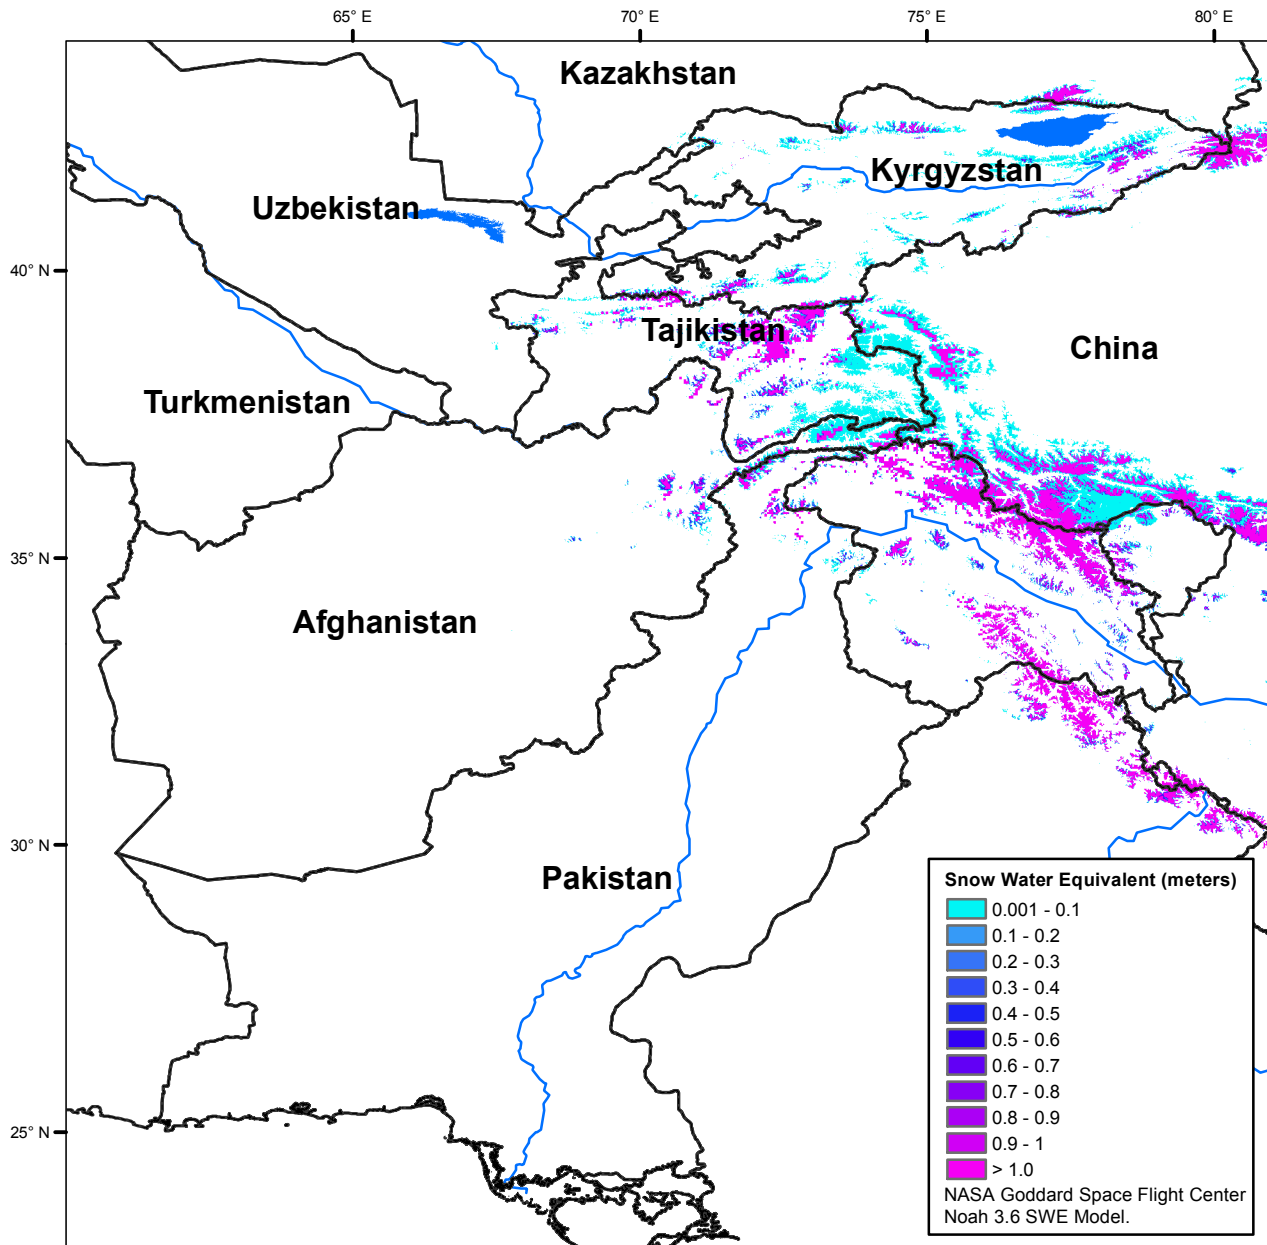 65° E
70° E
75° E
80° E
Kazakhstan
Kyrgyzstan
Uzbekistan
40° N
Tajikistan
China
Turkmenistan
35° N
Afghanistan
30° N
Pakistan
25° N
Snow Water Equivalent (meters)
0.001 - 0.1
0.1 - 0.2
0.2 - 0.3
0.3 - 0.4
0.4 - 0.5
0.5 - 0.6
0.6 - 0.7
0.7 - 0.8
0.8 - 0.9
0.9 - 1
> 1.0
NASA Goddard Space Flight Center
Noah 3.6 SWE Model.